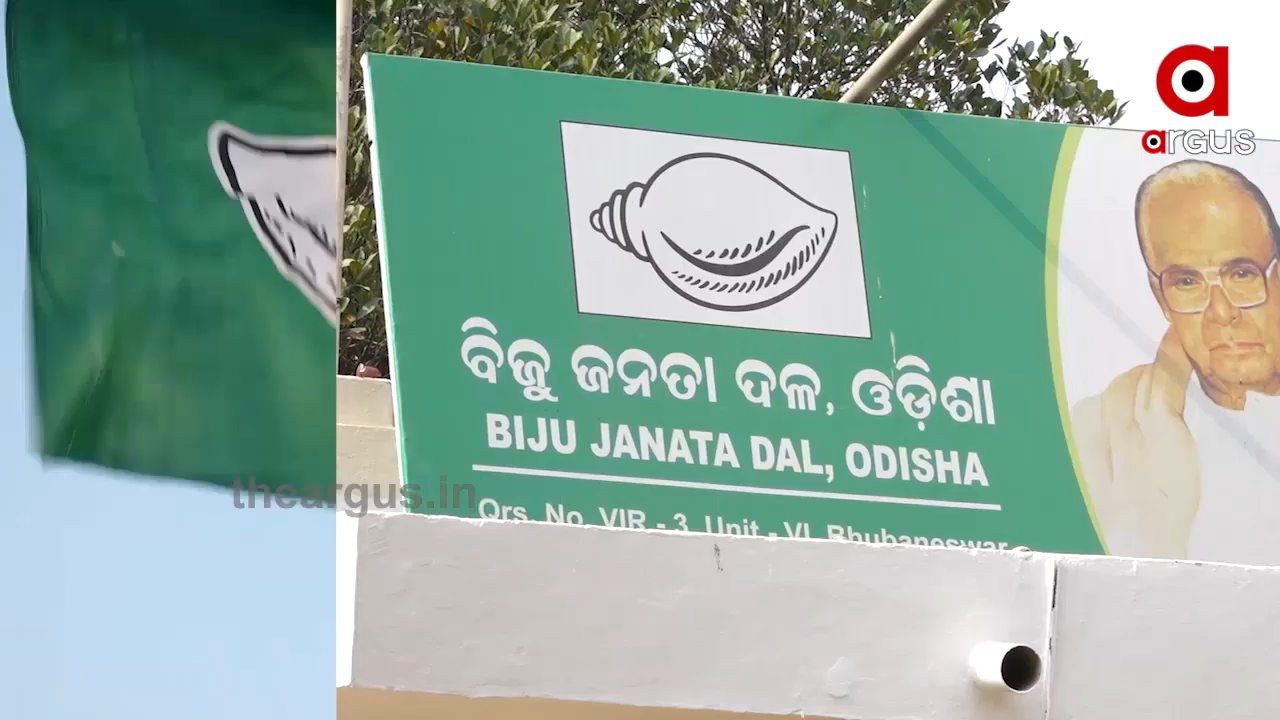 argus
ବିଜୁ ଜନତା ଦଳ, ଓଡ଼ିଶା
BIJU JANATA DAL, ODISHA
theargus.in
Qrs. No. VIR - 3, Unit - VI, Bhubaneswar